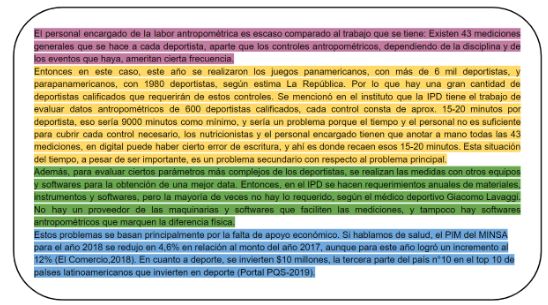 El personal encargado de la labor antropométrica es escaso comparado al trabajo que se tiene: Existen 43 mediciones
generales que se hace a cada deportista, aparte que los controles antropométricos, dependiendo de la disciplina y de
los eventos que haya, ameritan cierta frecuencia.
Entonces en este caso, este año se realizaron los juegos panamericanos, con más de 6 mil deportistas, y
parapanamericanos, con 1980 deportistas, según estima La República. Por lo que hay una gran cantidad de
deportistas calificados que requerirán de estos controles. Se mencionó en el instituto que la IPD tiene el trabajo de
evaluar datos antropométricos de 600 deportistas calificados, cada control consta de aprox. 15-20 minutos por
deportista, eso sería 9000 minutos como mínimo, y sería un problema porque el tiempo y el personal no es suficiente
para cubrir cada control necesario, los nutricionistas y el personal encargado tienen que anotar a mano todas las 43
mediciones, en digital puede haber cierto error de escritura, y ahí es donde recaen esos 15-20 minutos. Esta situación
del tiempo, a pesar de ser importante, es un problema secundario con respecto al problema principal.
Además, para evaluar ciertos parámetros más complejos de los deportistas, se realizan las medidas con otros equipos
y softwares para la obtención de una mejor data. Entonces, en el IPD se hacen requerimientos anuales de materiales,
instrumentos y softwares, pero la mayoría de veces no hay lo requerido, según el médico deportivo Giacomo Lavaggi.
No hay un proveedor de las maquinarias y softwares que faciliten las mediciones, y tampoco hay softwares
antropométricos que marquen la diferencia física.
Estos problemas se basan principalmente por la falta de apoyo económico. Si hablamos de salud, el PIM del MINSA
para el año 2018 se redujo en 4,6% en relación al monto del año 2017, aunque para este año logró un incremento al
12% (El Comercio,2018). En cuanto a deporte, se invierten $10 millones, la tercera parte del país n°10 en el top 10 de
países latinoamericanos que invierten en deporte (Portal PQS-2019).